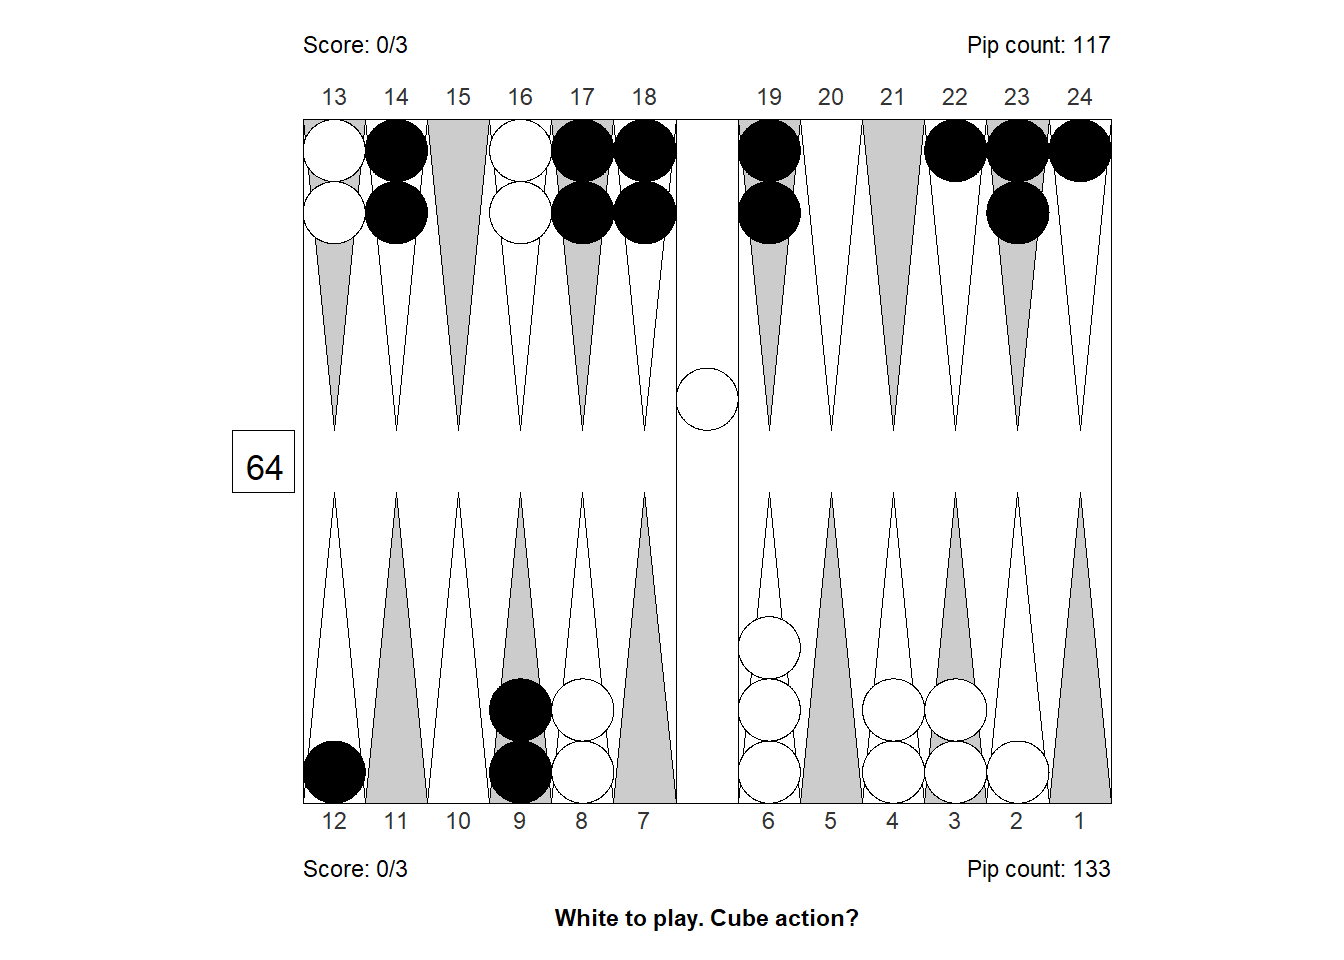 Score: 0/3 Pip count: 117
13 14 15 16 17 18 19 20 21 22 23 24
64
12 11 10 9 8 7 6 5 4 3 2 1
Score: 0/3 Pip count: 133
White to play. Cube action?